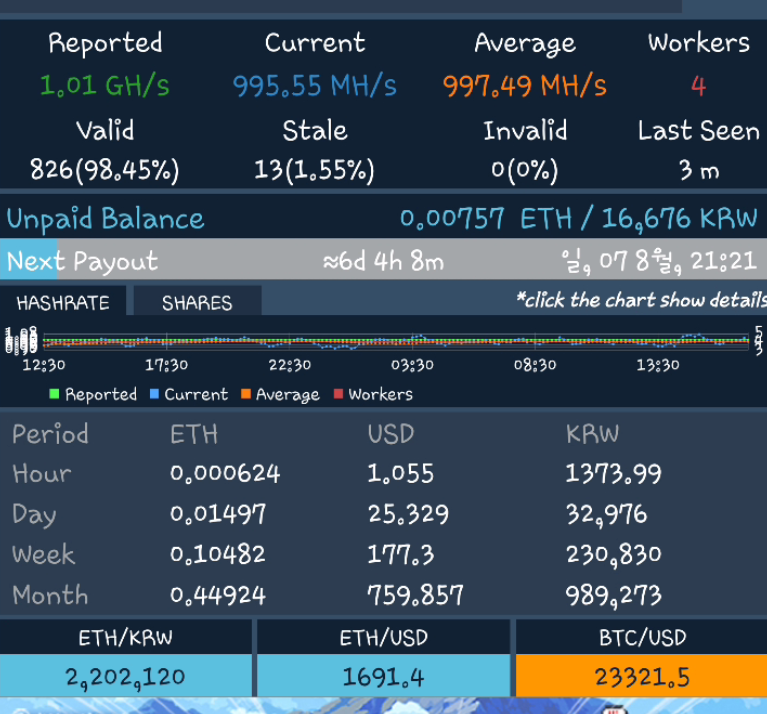 Reported Current Average Workers
1.01 GH/s 995.55 MH/s 997.49 MH/s 4
Valid Stale Invalid Last Seen
826(98.45%) 13(1.55%) 0(0%) 3 m
Unpaid Balance 0.00757 ETH / 16,676 KRW
Next Payout ≈6d 4h 8m 일, 07 8월, 21:21
HASHRATE SHARES *click the chart show details
5
3
12:30 17:30 22:30 03:30 08:30 13:30
Reported Current Average Workers
Period ETH USD KRW
Hour 0.000624 1.055 1373.99
Day 0.01497 25.329 32,976
Week 0.10482 177.3 230,830
Month 0.44924 759.857 989,273
ETH/KRW ETH/USD BTC/USD
2,202,120 1691.4 23321.5